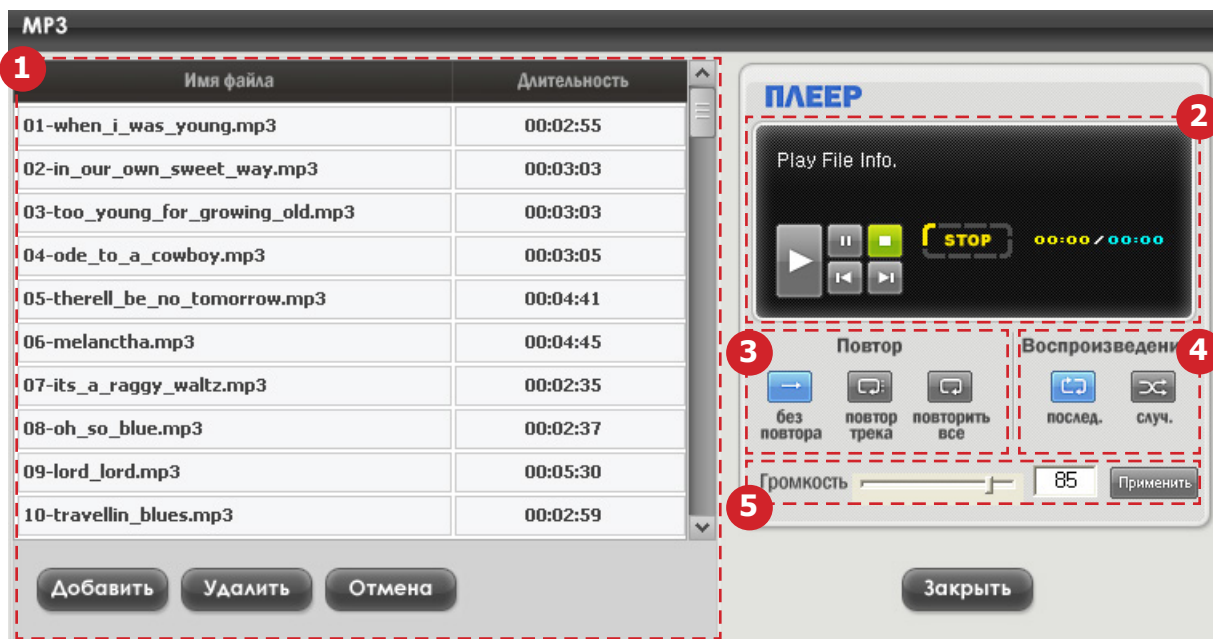 MP3
1
Имя файла Длительность
01-when_i_was_young.mp3 00:02:55
02-in_our_own_sweet_way.mp3 00:03:03
03-too_young_for_growing_old.mp3 00:03:03
04-ode_to_a_cowboy.mp3 00:03:05
05-therell_be_no_tomorrow.mp3 00:04:41
06-melanctha.mp3 00:04:45
07-its_a_raggy_waltz.mp3 00:02:35
08-oh_so_blue.mp3 00:02:37
09-lord_lord.mp3 00:05:30
10-travellin_blues.mp3 00:02:59
Добавить Удалить Отмена
ПЛЕЕР
2
Play File Info.
STOP 00:00/00:00
3
Повтор
без повтора
повтор трека
повторить все
Воспроизведени
4
послед.
случ.
Громкость 85 Применить
5
Закрыть